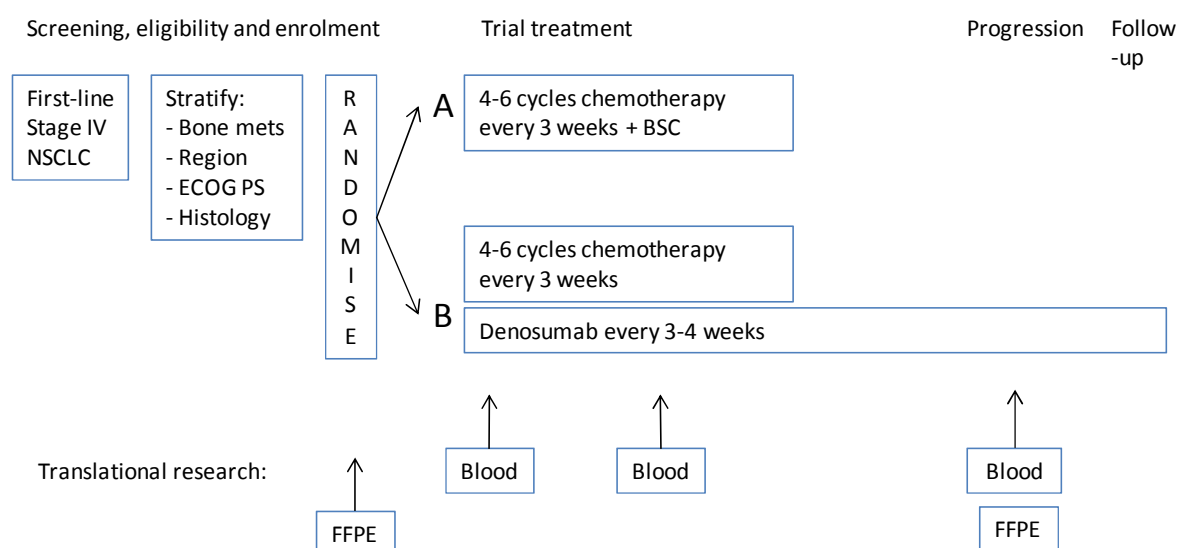 Screening, eligibility and enrolment
Trial treatment
Progression
Follow
-up
First-line
Stage IV
NSCLC
Stratify:
- Bone mets
- Region
- ECOG PS
- Histology
R
A
N
D
O
M
I
S
E
A
4-6 cycles chemotherapy
every 3 weeks + BSC
4-6 cycles chemotherapy
every 3 weeks
B
Denosumab every 3-4 weeks
Translational research:
FFPE
Blood
Blood
Blood
FFPE